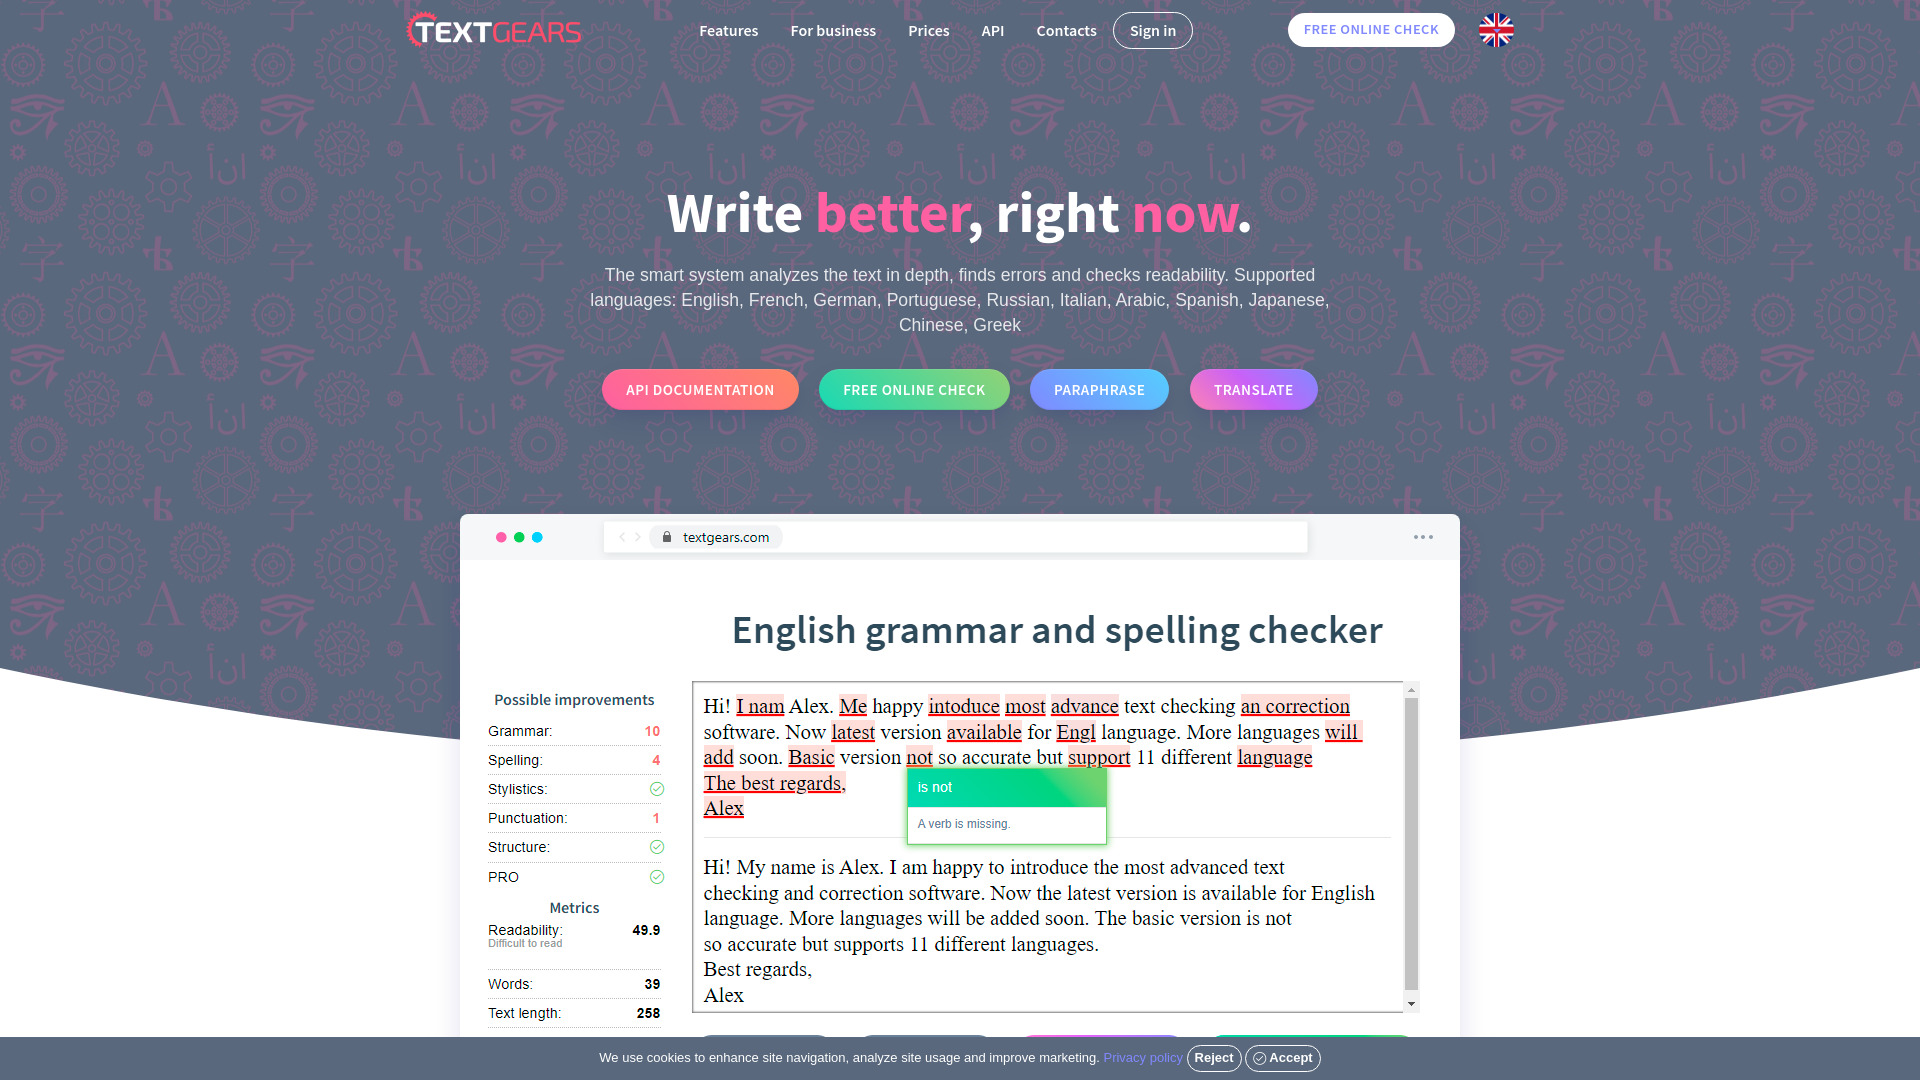 TEXTGEARS
Features
For business
Prices
API
Contacts
Sign in
FREE ONLINE CHECK
Write better, right now.
The smart system analyzes the text in depth, finds errors and checks readability. Supported
languages: English, French, German, Portuguese, Russian, Italian, Arabic, Spanish, Japanese,
Chinese, Greek
API DOCUMENTATION
FREE ONLINE CHECK
PARAPHRASE
TRANSLATE
textgears.com
English grammar and spelling checker
Possible improvements
Grammar: 10
Spelling: 4
Stylistics:
Punctuation: 1
Structure:
PRO
Metrics
Readability: 49.9
Difficult to read
Words: 39
Text length: 258
Hi! I nam Alex. Me happy intoduce most advance text checking an correction
software. Now latest version available for Engl language. More languages will
add soon. Basic version not so accurate but support 11 different language
The best regards,
Alex
is not
A verb is missing.
Hi! My name is Alex. I am happy to introduce the most advanced text
checking and correction software. Now the latest version is available for English
language. More languages will be added soon. The basic version is not
so accurate but supports 11 different languages.
Best regards,
Alex
We use cookies to enhance site navigation, analyze site usage and improve marketing. Privacy policy Reject Accept